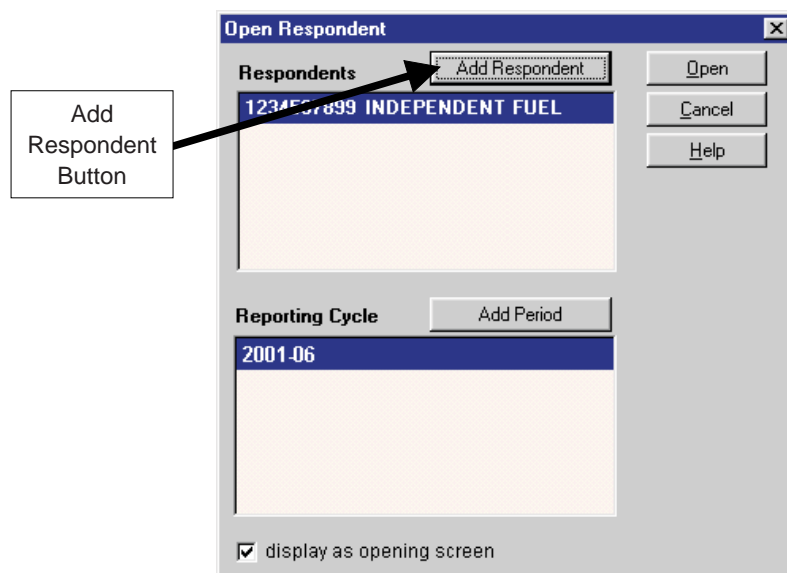 Open Respondent
Respondents
Add Respondent
Open
1234567899 INDEPENDENT FUEL
Cancel
Help
Add
Respondent
Button
Reporting Cycle
Add Period
2001-06
display as opening screen